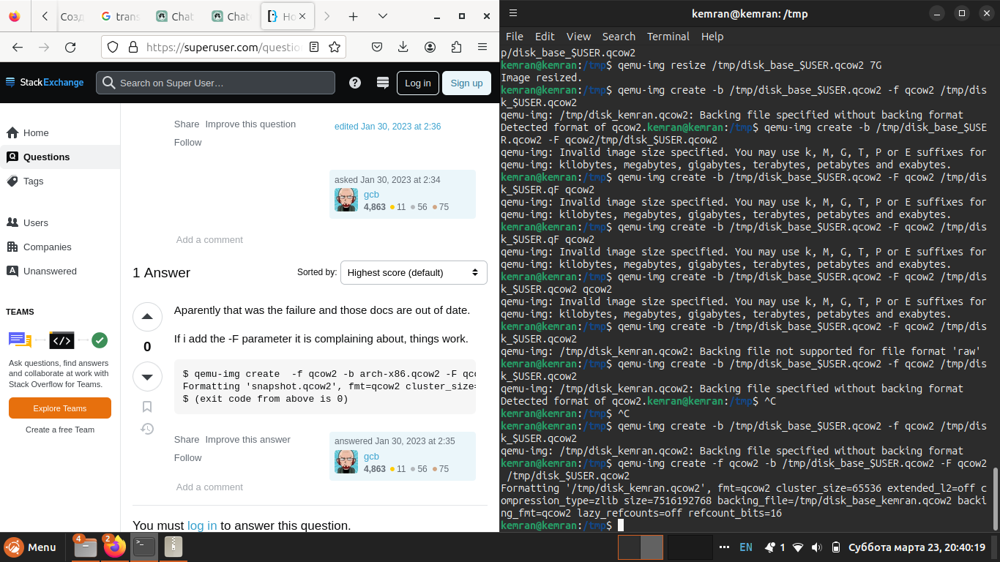 Созд
trans
Chat
Chat
Ho
https://superuser.com/questio
StackExchange
Search on Super User…
Log in
Sign up
Home
Questions
Tags
Users
Companies
Unanswered
TEAMS
Ask questions, find answers
and collaborate at work with
Stack Overflow for Teams.
Explore Teams
Create a free Team
Share Improve this question
Follow
edited Jan 30, 2023 at 2:36
asked Jan 30, 2023 at 2:34
gcb
4,863 11 56 75
Add a comment
1 Answer
Sorted by:
Highest score (default)
0
Aparently that was the failure and those docs are out of date.
If i add the -F parameter it is complaining about, things work.
$ qemu-img create  -f qcow2 -b arch-x86.qcow2 -F qco
Formatting 'snapshot.qcow2', fmt=qcow2 cluster_size=
$ (exit code from above is 0)
Share Improve this answer
Follow
answered Jan 30, 2023 at 2:35
gcb
4,863 11 56 75
Add a comment
You must log in to answer this question.
kemran@kemran: /tmp
File Edit View Search Terminal Help
p/disk_base_$USER.qcow2
kemran@kemran:/tmp$ qemu-img resize /tmp/disk_base_$USER.qcow2 7G
Image resized.
kemran@kemran:/tmp$ qemu-img create -b /tmp/disk_base_$USER.qcow2 -f qcow2 /tmp/dis
k_$USER.qcow2
qemu-img: /tmp/disk_kemran.qcow2: Backing file specified without backing format
Detected format of qcow2.kemran@kemran:/tmp$ qemu-img create -b /tmp/disk_base_$USE
R.qcow2 -F qcow2/tmp/disk_$USER.qcow2
qemu-img: Invalid image size specified. You may use k, M, G, T, P or E suffixes for
qemu-img: kilobytes, megabytes, gigabytes, terabytes, petabytes and exabytes.
kemran@kemran:/tmp$ qemu-img create -b /tmp/disk_base_$USER.qcow2 -F qcow2 /tmp/dis
k_$USER.qF qcow2
qemu-img: Invalid image size specified. You may use k, M, G, T, P or E suffixes for
qemu-img: kilobytes, megabytes, gigabytes, terabytes, petabytes and exabytes.
kemran@kemran:/tmp$ qemu-img create -b /tmp/disk_base_$USER.qcow2 -F qcow2 /tmp/dis
k_$USER.qF qcow2
qemu-img: Invalid image size specified. You may use k, M, G, T, P or E suffixes for
qemu-img: kilobytes, megabytes, gigabytes, terabytes, petabytes and exabytes.
kemran@kemran:/tmp$ qemu-img create -b /tmp/disk_base_$USER.qcow2 -F qcow2 /tmp/dis
k_$USER.qcow2 qcow2
qemu-img: Invalid image size specified. You may use k, M, G, T, P or E suffixes for
qemu-img: kilobytes, megabytes, gigabytes, terabytes, petabytes and exabytes.
kemran@kemran:/tmp$ qemu-img create -b /tmp/disk_base_$USER.qcow2 -F qcow2 /tmp/dis
k_$USER.qcow2
qemu-img: /tmp/disk_kemran.qcow2: Backing file not supported for file format 'raw'
kemran@kemran:/tmp$ qemu-img create -b /tmp/disk_base_$USER.qcow2 -f qcow2 /tmp/dis
k_$USER.qcow2
qemu-img: /tmp/disk_kemran.qcow2: Backing file specified without backing format
Detected format of qcow2.kemran@kemran:/tmp$ ^C
kemran@kemran:/tmp$ ^C
kemran@kemran:/tmp$ qemu-img create -b /tmp/disk_base_$USER.qcow2 -f qcow2 /tmp/dis
k_$USER.qcow2
qemu-img: /tmp/disk_kemran.qcow2: Backing file specified without backing format
kemran@kemran:/tmp$ qemu-img create -f qcow2 -b /tmp/disk_base_$USER.qcow2 -F qcow2
 /tmp/disk_$USER.qcow2
Formatting '/tmp/disk_kemran.qcow2', fmt=qcow2 cluster_size=65536 extended_l2=off c
ompression_type=zlib size=7516192768 backing_file=/tmp/disk_base_kemran.qcow2 backi
ng_fmt=qcow2 lazy_refcounts=off refcount_bits=16
kemran@kemran:/tmp$
Menu
4
2
EN
1
Суббота марта 23, 20:40:19